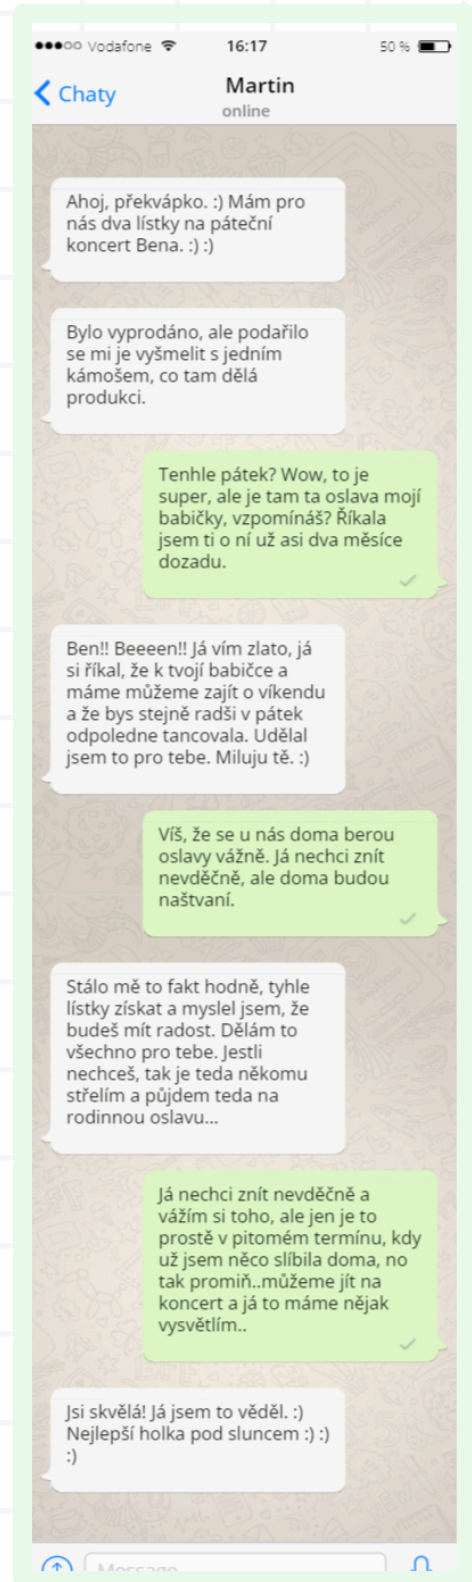 Vodafone 16:17 50 %
Chaty Martin
online
Ahoj, překvápko. :) Mám pro
nás dva lístky na páteční
koncert Bena. :) :)
Bylo vyprodáno, ale podařilo
se mi je vyšmelit s jedním
kámošem, co tam dělá
produkci.
Tenhle pátek? Wow, to je
super, ale je tam ta oslava mojí
babičky, vzpomínáš? Říkala
jsem ti o ní už asi dva měsíce
dozadu.
Ben!! Beeeen!! Já vím zlato, já
si říkal, že k tvojí babičce a
máme můžeme zajít o víkendu
a že bys stejně radši v pátek
odpoledne tancovala. Udělal
jsem to pro tebe. Miluju tě. :)
Víš, že se u nás doma berou
oslavy vážně. Já nechci znít
nevděčně, ale doma budou
naštvaní.
Stálo mě to fakt hodně, tyhle
lístky získat a myslel jsem, že
budeš mít radost. Dělám to
všechno pro tebe. Jestli
nechceš, tak je teda někomu
střelím a půjdem teda na
rodinnou oslavu...
Já nechci znít nevděčně a
vážím si toho, ale jen je to
prostě v pitomém termínu, kdy
už jsem něco slíbila doma, no
tak promiň..můžeme jít na
koncert a já to máme nějak
vysvětlím..
Jsi skvělá! Já jsem to věděl. :)
Nejlepší holka pod sluncem :) :)
:)
Message